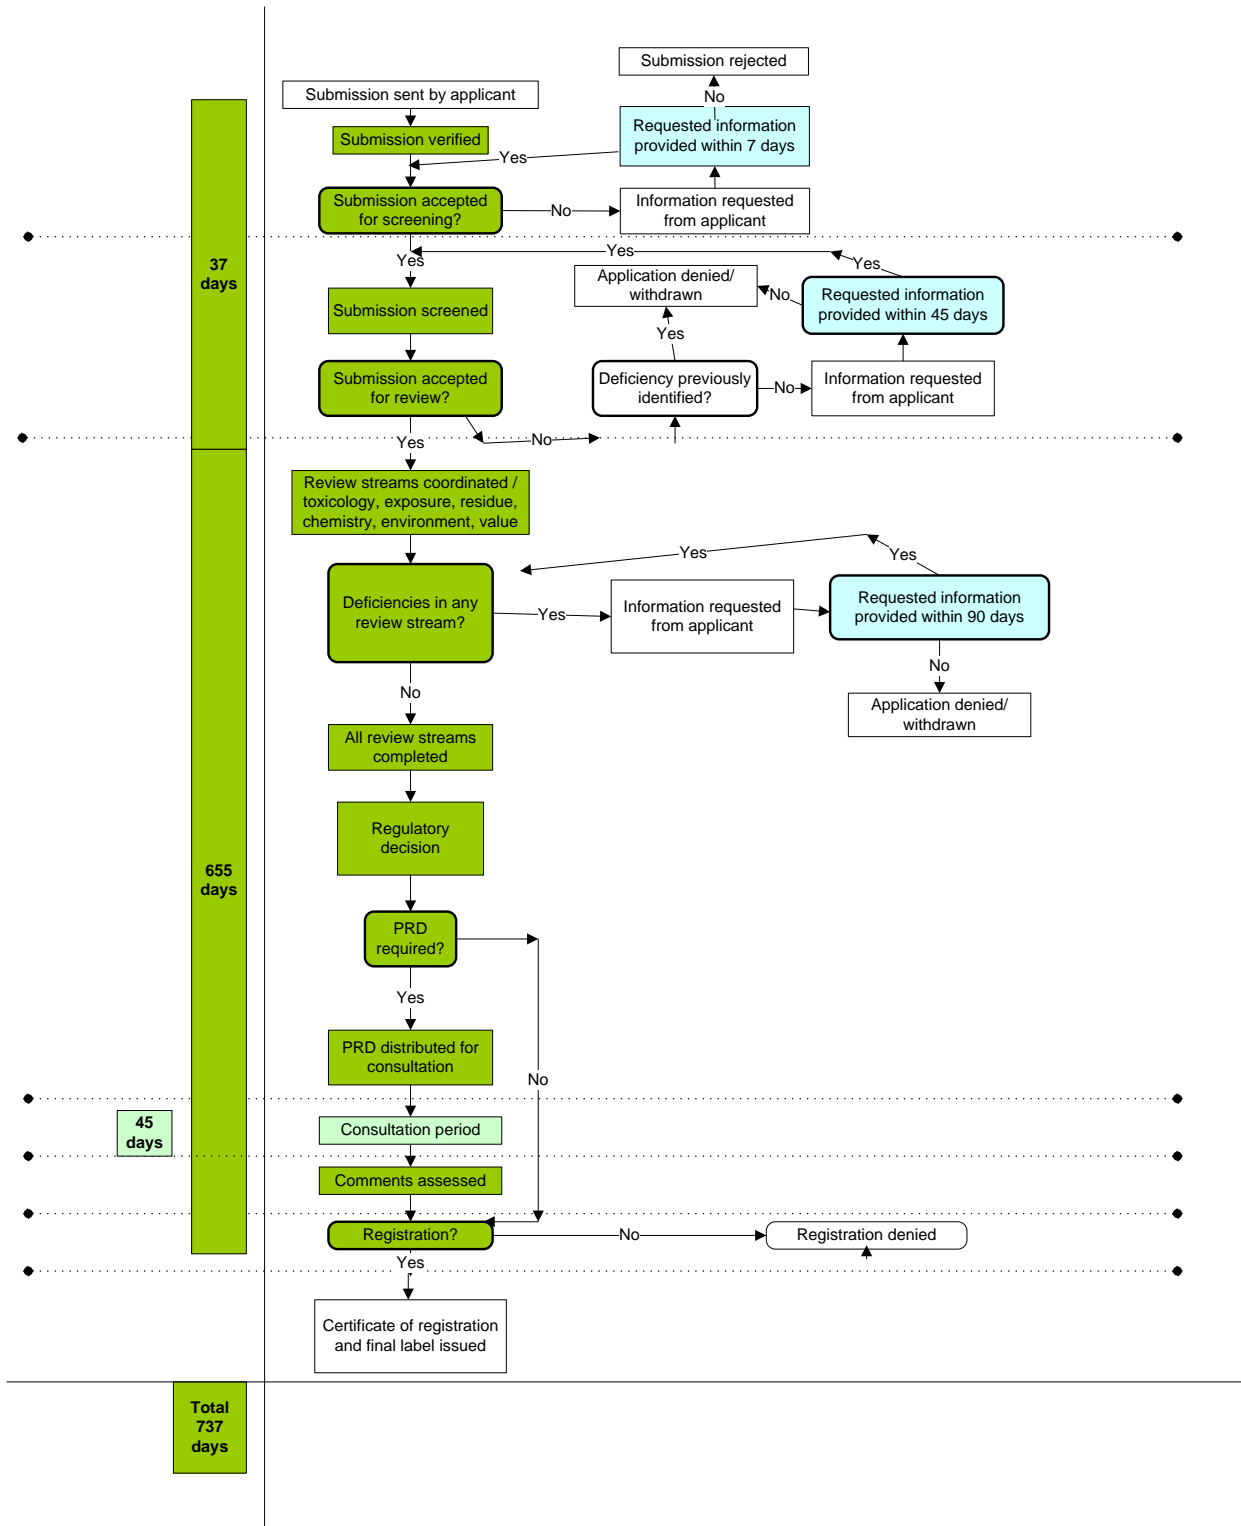 Submission rejected
No
Submission sent by applicant
Requested information
provided within 7 days
Submission verified
Yes
Submission accepted
for screening?
No
Information requested
from applicant
Yes
Yes
Yes
37
days
Application denied/
withdrawn
No
Requested information
provided within 45 days
Submission screened
Yes
Submission accepted
for review?
Deficiency previously
identified?
No
Information requested
from applicant
Yes
No
Review streams coordinated /
toxicology, exposure, residue,
chemistry, environment, value
Yes
Yes
Deficiencies in any
review stream?
Yes
Information requested
from applicant
Requested information
provided within 90 days
No
No
Application denied/
withdrawn
All review streams
completed
Regulatory
decision
655
days
PRD
required?
Yes
PRD distributed for
consultation
No
45
days
Consultation period
Comments assessed
Registration?
No
Registration denied
Yes
Certificate of registration
and final label issued
Total
737
days